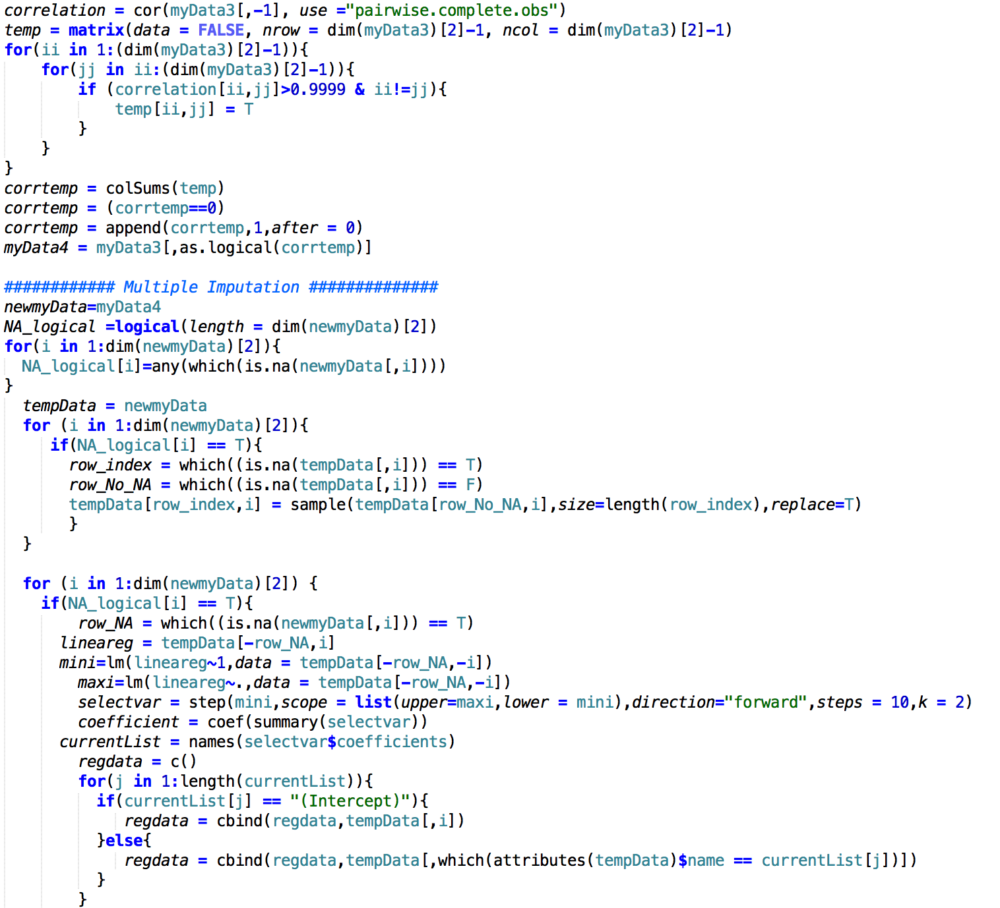 correlation = cor(myData3[,-1], use ="pairwise.complete.obs")
temp = matrix(data = FALSE, nrow = dim(myData3)[2]-1, ncol = dim(myData3)[2]-1)
for(ii in 1:(dim(myData3)[2]-1)){
    for(jj in ii:(dim(myData3)[2]-1)){
        if (correlation[ii,jj]>0.9999 & ii!=jj){
            temp[ii,jj] = T
        }
    }
}
corrtemp = colSums(temp)
corrtemp = (corrtemp==0)
corrtemp = append(corrtemp,1,after = 0)
myData4 = myData3[,as.logical(corrtemp)]

############ Multiple Imputation ##############
newmyData=myData4
NA_logical =logical(length = dim(newmyData)[2])
for(i in 1:dim(newmyData)[2]){
  NA_logical[i]=any(which(is.na(newmyData[,i])))
}
  tempData = newmyData
  for (i in 1:dim(newmyData)[2]){
     if(NA_logical[i] == T){
       row_index = which((is.na(tempData[,i])) == T)
       row_No_NA = which((is.na(tempData[,i])) == F)
       tempData[row_index,i] = sample(tempData[row_No_NA,i],size=length(row_index),replace=T)
       }
  }

  for (i in 1:dim(newmyData)[2]) {
    if(NA_logical[i] == T){
        row_NA = which((is.na(newmyData[,i])) == T)
      lineareg = tempData[-row_NA,i]
      mini=lm(lineareg~1,data = tempData[-row_NA,-i])
        maxi=lm(lineareg~.,data = tempData[-row_NA,-i])
        selectvar = step(mini,scope = list(upper=maxi,lower = mini),direction="forward",steps = 10,k = 2)
        coefficient = coef(summary(selectvar))
      currentList = names(selectvar$coefficients)
        regdata = c()
        for(j in 1:length(currentList)){
          if(currentList[j] == "(Intercept)"){
             regdata = cbind(regdata,tempData[,i])
          }else{
             regdata = cbind(regdata,tempData[,which(attributes(tempData)$name == currentList[j])])
          }
        }